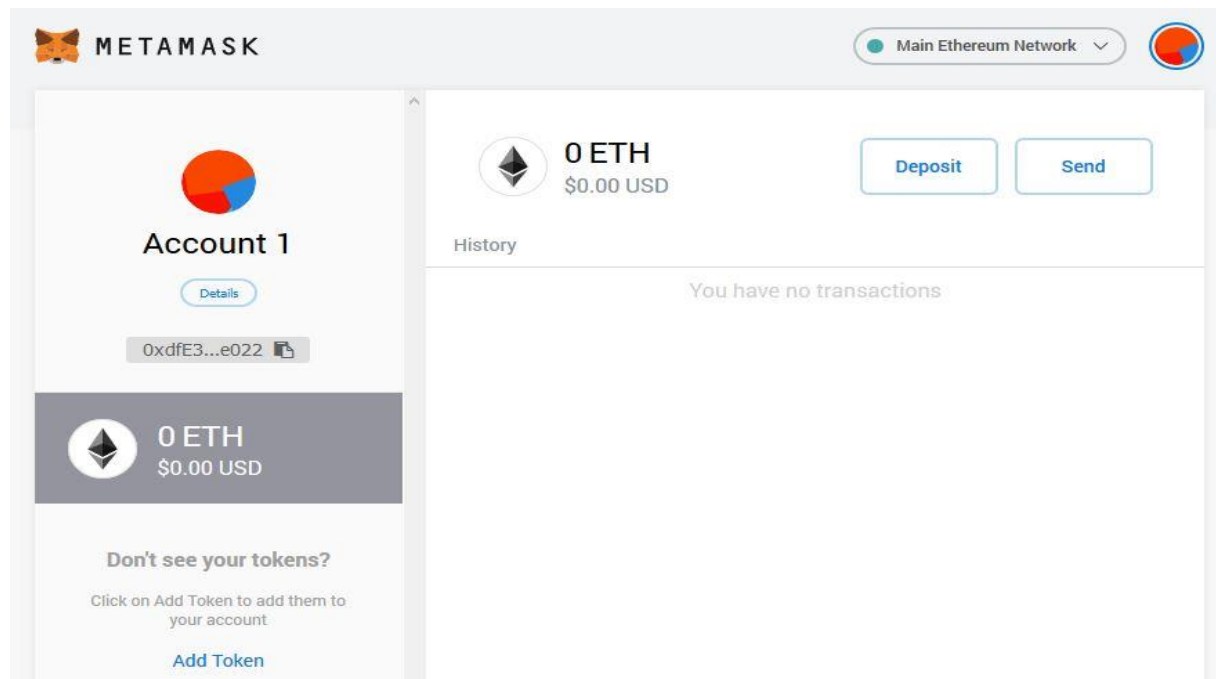 METAMASK
Main Ethereum Network
Account 1
Details
0xdfE3...e022
0 ETH
$0.00 USD
Don't see your tokens?
Click on Add Token to add them to
your account
Add Token
0 ETH
$0.00 USD
Deposit
Send
History
You have no transactions